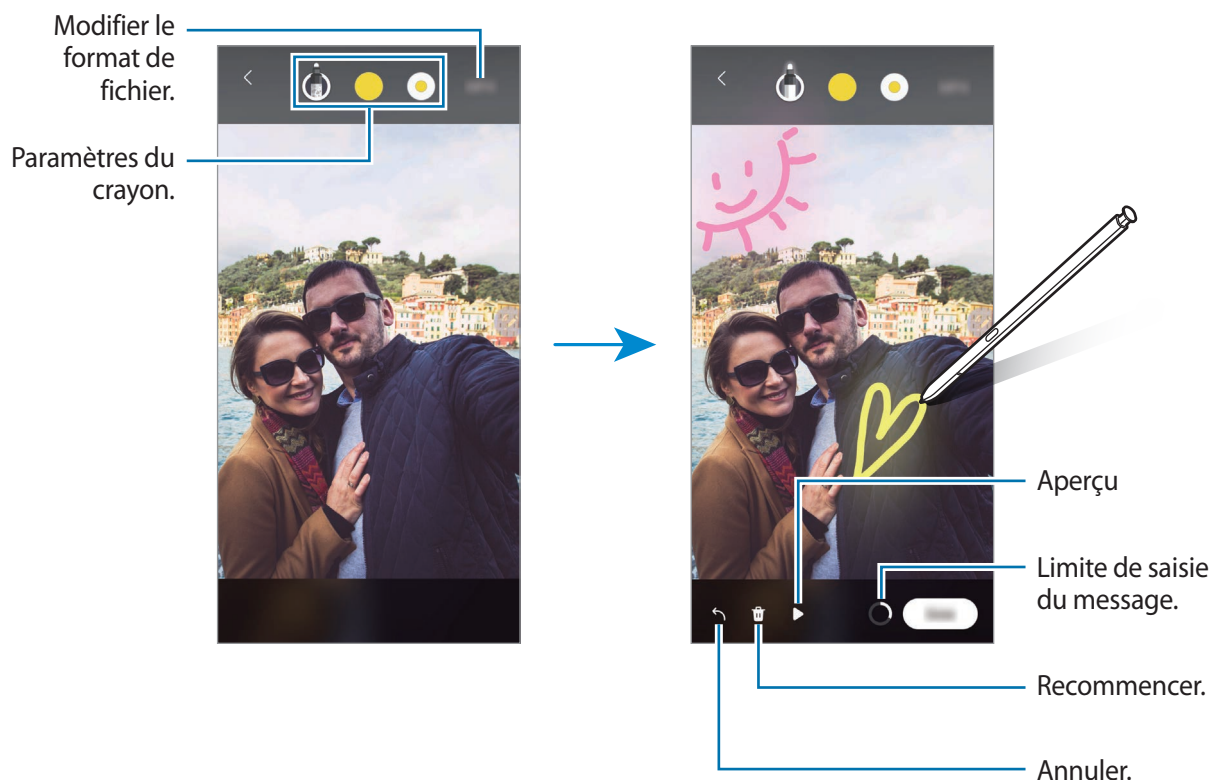 Modifier le
format de
fichier.
Paramètres du
crayon.
Aperçu
Limite de saisie
du message.
Recommencer.
Annuler.